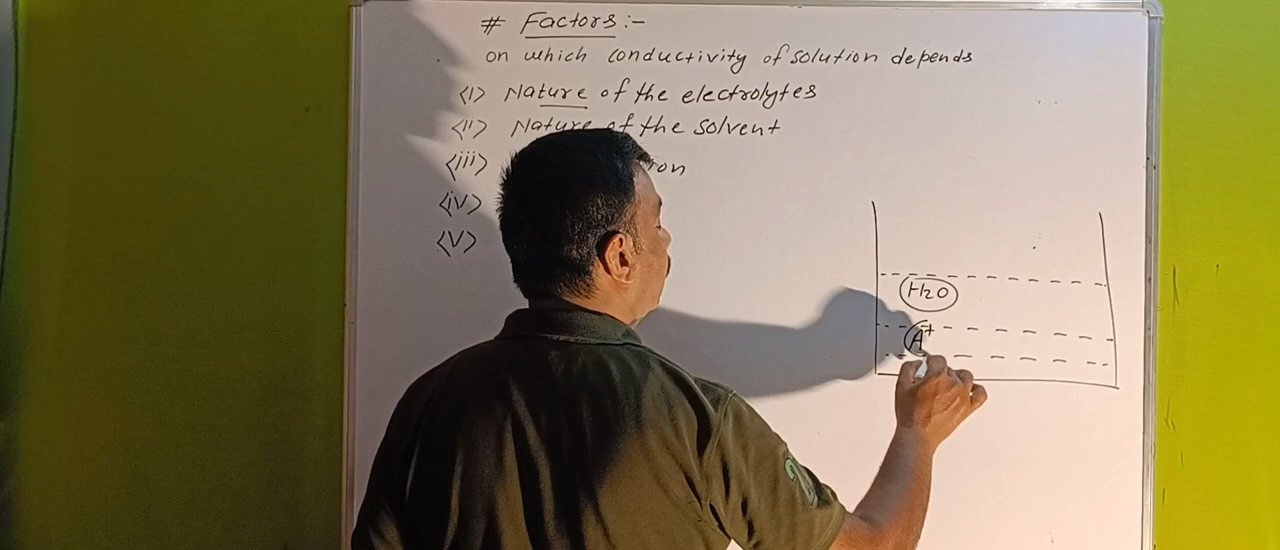 # Factors :-
on which conductivity of solution depends
<i> Nature of the electrolytes
<ii> Nature of the solvent
<iii>
<iv>
<v>
H2O
A+